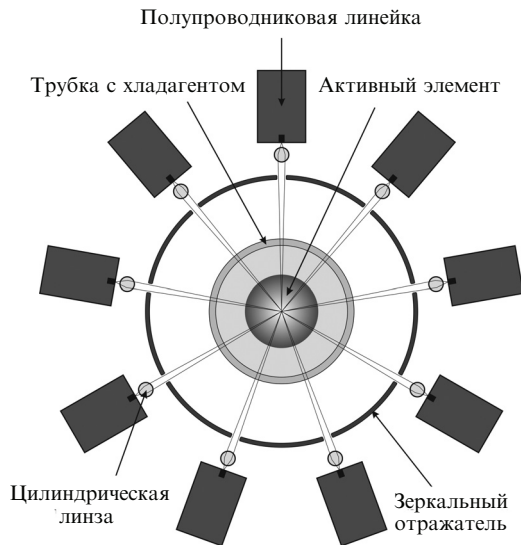 Полупроводниковая линейка
Трубка с хладагентом
Активный элемент
Цилиндрическая
линза
Зеркальный
отражатель